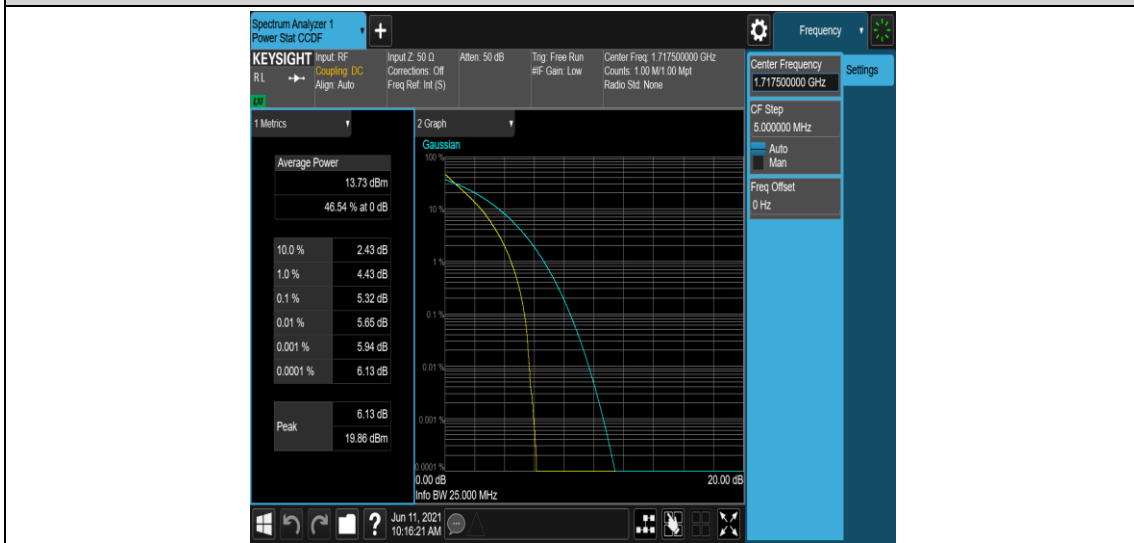 Spectrum Analyzer 1
Power Stat CCDF
+
Frequency
KEYSIGHT
R L
Input: RF
Coupling: DC
Align: Auto
Input Z: 50 Ω
Corrections: Off
Freq Ref: Int (S)
Atten: 50 dB
Trig: Free Run
#IF Gain: Low
Center Freq: 1.717500000 GHz
Counts: 1.00 M/1.00 Mpt
Radio Std: None
Center Frequency
1.717500000 GHz
Settings
CF Step
5.000000 MHz
Auto
Man
Freq Offset
0 Hz
1 Metrics
Average Power
13.73 dBm
46.54 % at 0 dB
10.0 % 2.43 dB
1.0 % 4.43 dB
0.1 % 5.32 dB
0.01 % 5.65 dB
0.001 % 5.94 dB
0.0001 % 6.13 dB
Peak
6.13 dB
19.86 dBm
2 Graph
Gaussian
100 %
10 %
1 %
0.1 %
0.01 %
0.001 %
0.0001 %
0.00 dB 20.00 dB
Info BW 25.000 MHz
?
Jun 11, 2021
10:16:21 AM